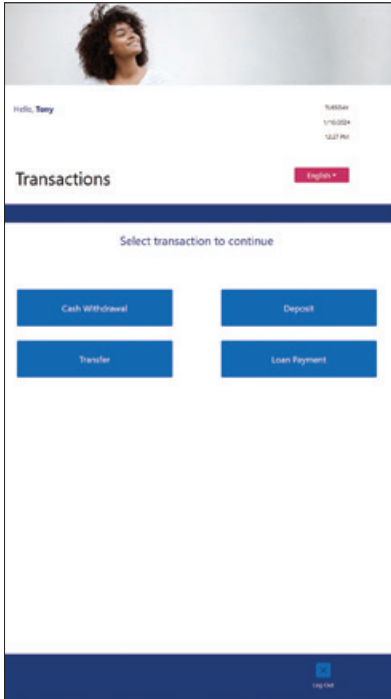 Hello, Tony
TUESDAY
1/16/2024
12:27 PM
Transactions
English
Select transaction to continue
Cash Withdrawal
Deposit
Transfer
Loan Payment
Log Out